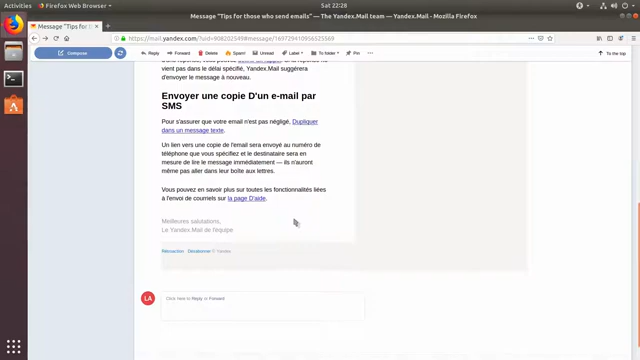 Activities Firefox Web Browser Sat 22:28
Message "Tips for those who send emails" — The Yandex.Mail team — Yandex.Mail - Mozilla Firefox
Message "Tips for thos
Search
Compose Reply Forward Delete Spam! Unread Label To folder Pin To the top
vient pas dans le délai spécifié, Yandex.Mail suggérera
d'envoyer le message à nouveau.
Envoyer une copie D'un e-mail par
SMS
Pour s'assurer que votre email n'est pas négligé, Dupliquer
dans un message texte.
Un lien vers une copie de l'email sera envoyé au numéro de
téléphone que vous spécifiez et le destinataire sera en
mesure de lire le message immédiatement — ils n'auront
même pas aller dans leur boîte aux lettres.
Vous pouvez en savoir plus sur toutes les fonctionnalités liées
à l'envoi de courriels sur la page D'aide.
Meilleures salutations,
Le Yandex.Mail de l'équipe
Rétroaction Désabonner © Yandex
LA
Click here to Reply or Forward